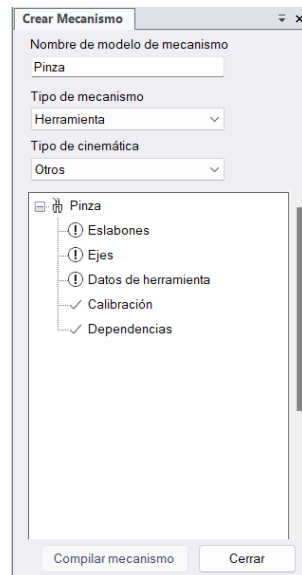 Crear Mecanismo
Nombre de modelo de mecanismo
Pinza
Tipo de mecanismo
Herramienta
Tipo de cinemática
Otros
Pinza
Eslabones
Ejes
Datos de herramienta
Calibración
Dependencias
Compilar mecanismo Cerrar